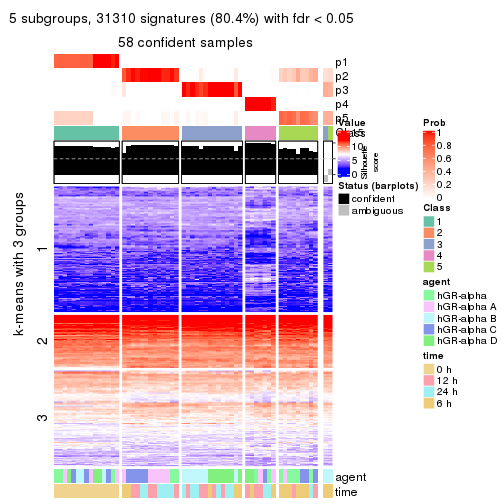 5 subgroups, 31310 signatures (80.4%) with fdr < 0.05
58 confident samples
p1
p2
p3
p4
p5
Class
k-means with 3 groups
1
2
3
agent
time
Value
15
10
5
0
Silhouette
score
Status (barplots)
confident
ambiguous
Prob
1
0.8
0.6
0.4
0.2
0
Class
1
2
3
4
5
agent
hGR-alpha
hGR-alpha A
hGR-alpha B
hGR-alpha C
hGR-alpha D
time
0 h
12 h
24 h
6 h